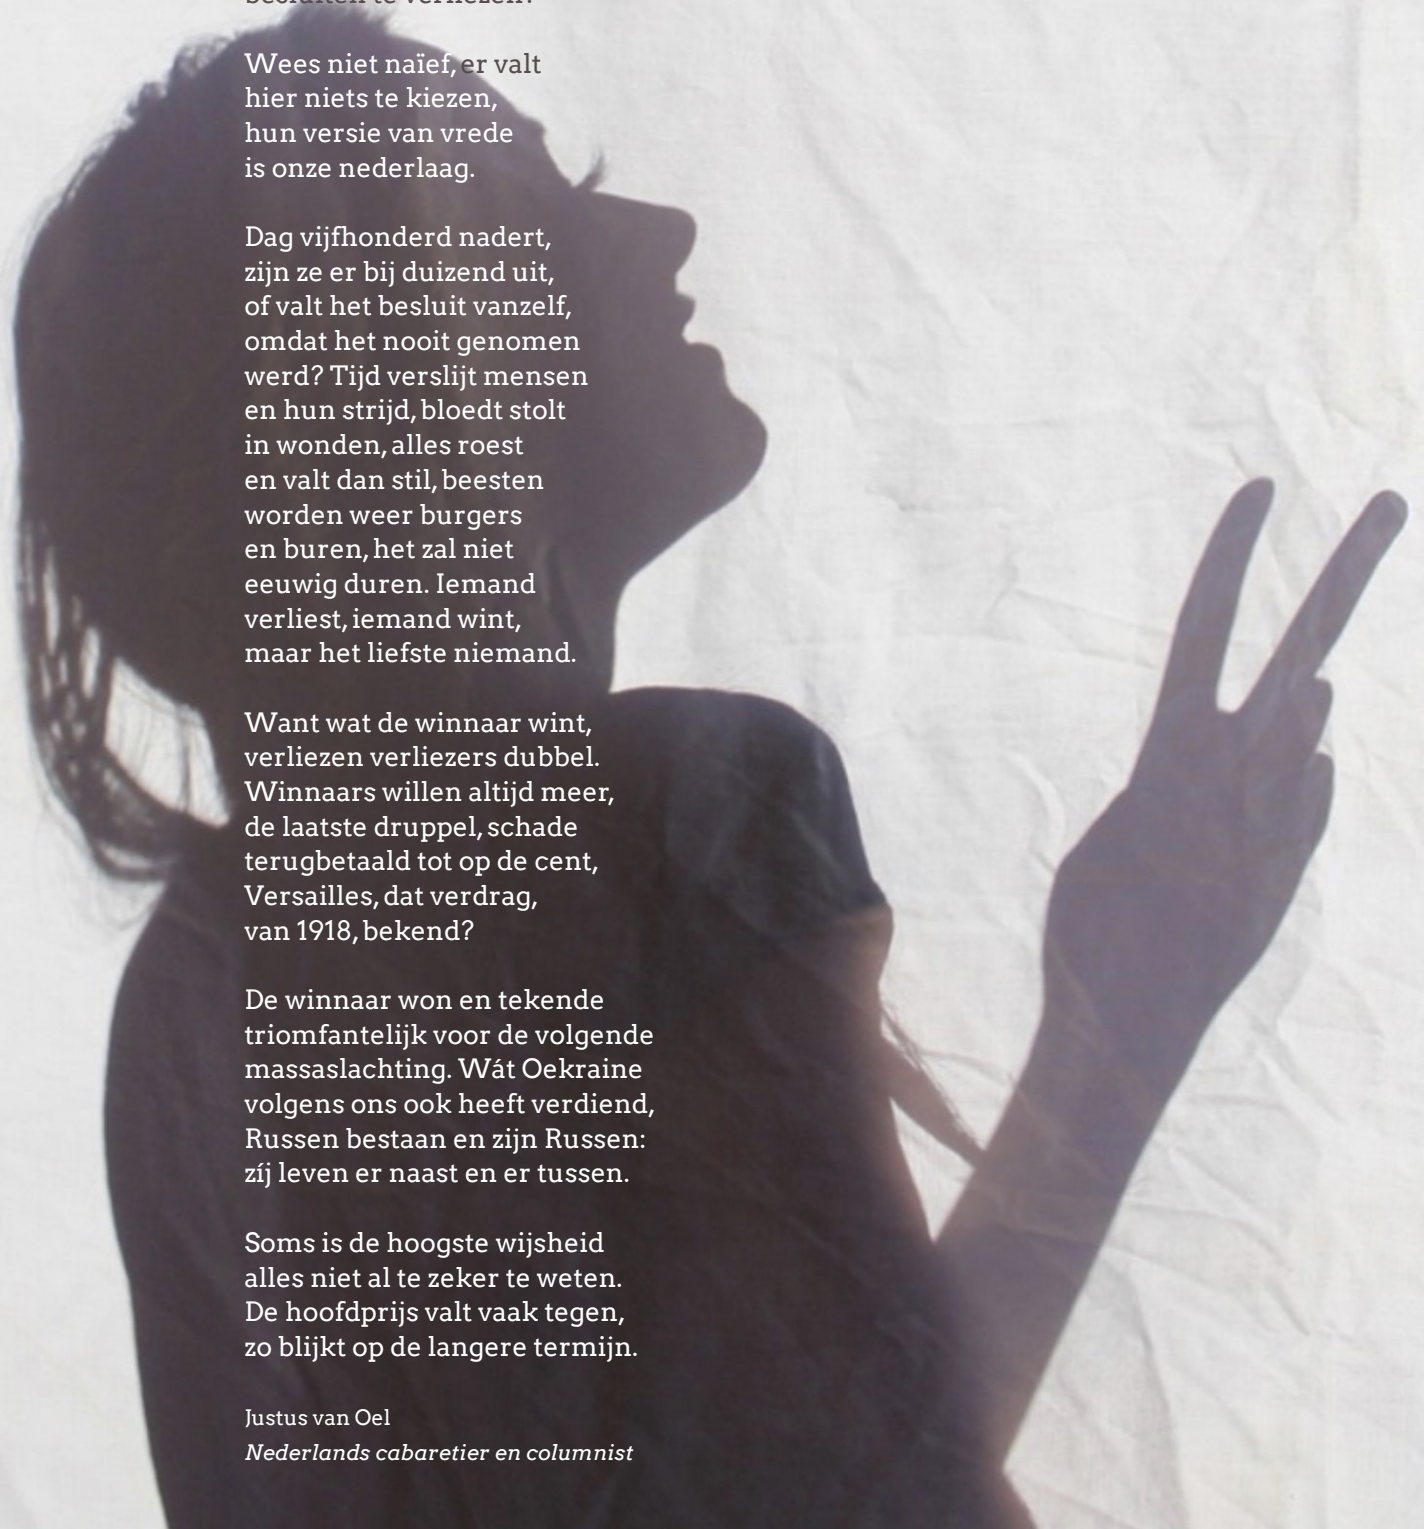 besluiten te verliezen?
Wees niet naïef, er valt
hier niets te kiezen,
hun versie van vrede
is onze nederlaag.
Dag vijfhonderd nadert,
zijn ze er bij duizend uit,
of valt het besluit vanzelf,
omdat het nooit genomen
werd? Tijd verslijt mensen
en hun strijd, bloedt stolt
in wonden, alles roest
en valt dan stil, beesten
worden weer burgers
en buren, het zal niet
eeuwig duren. Iemand
verliest, iemand wint,
maar het liefste niemand.
Want wat de winnaar wint,
verliezen verliezers dubbel.
Winnaars willen altijd meer,
de laatste druppel, schade
terugbetaald tot op de cent,
Versailles, dat verdrag,
van 1918, bekend?
De winnaar won en tekende
triomfantelijk voor de volgende
massaslachting. Wát Oekraine
volgens ons ook heeft verdiend,
Russen bestaan en zijn Russen:
zíj leven er naast en er tussen.
Soms is de hoogste wijsheid
alles niet al te zeker te weten.
De hoofdprijs valt vaak tegen,
zo blijkt op de langere termijn.
Justus van Oel
Nederlands cabaretier en columnist